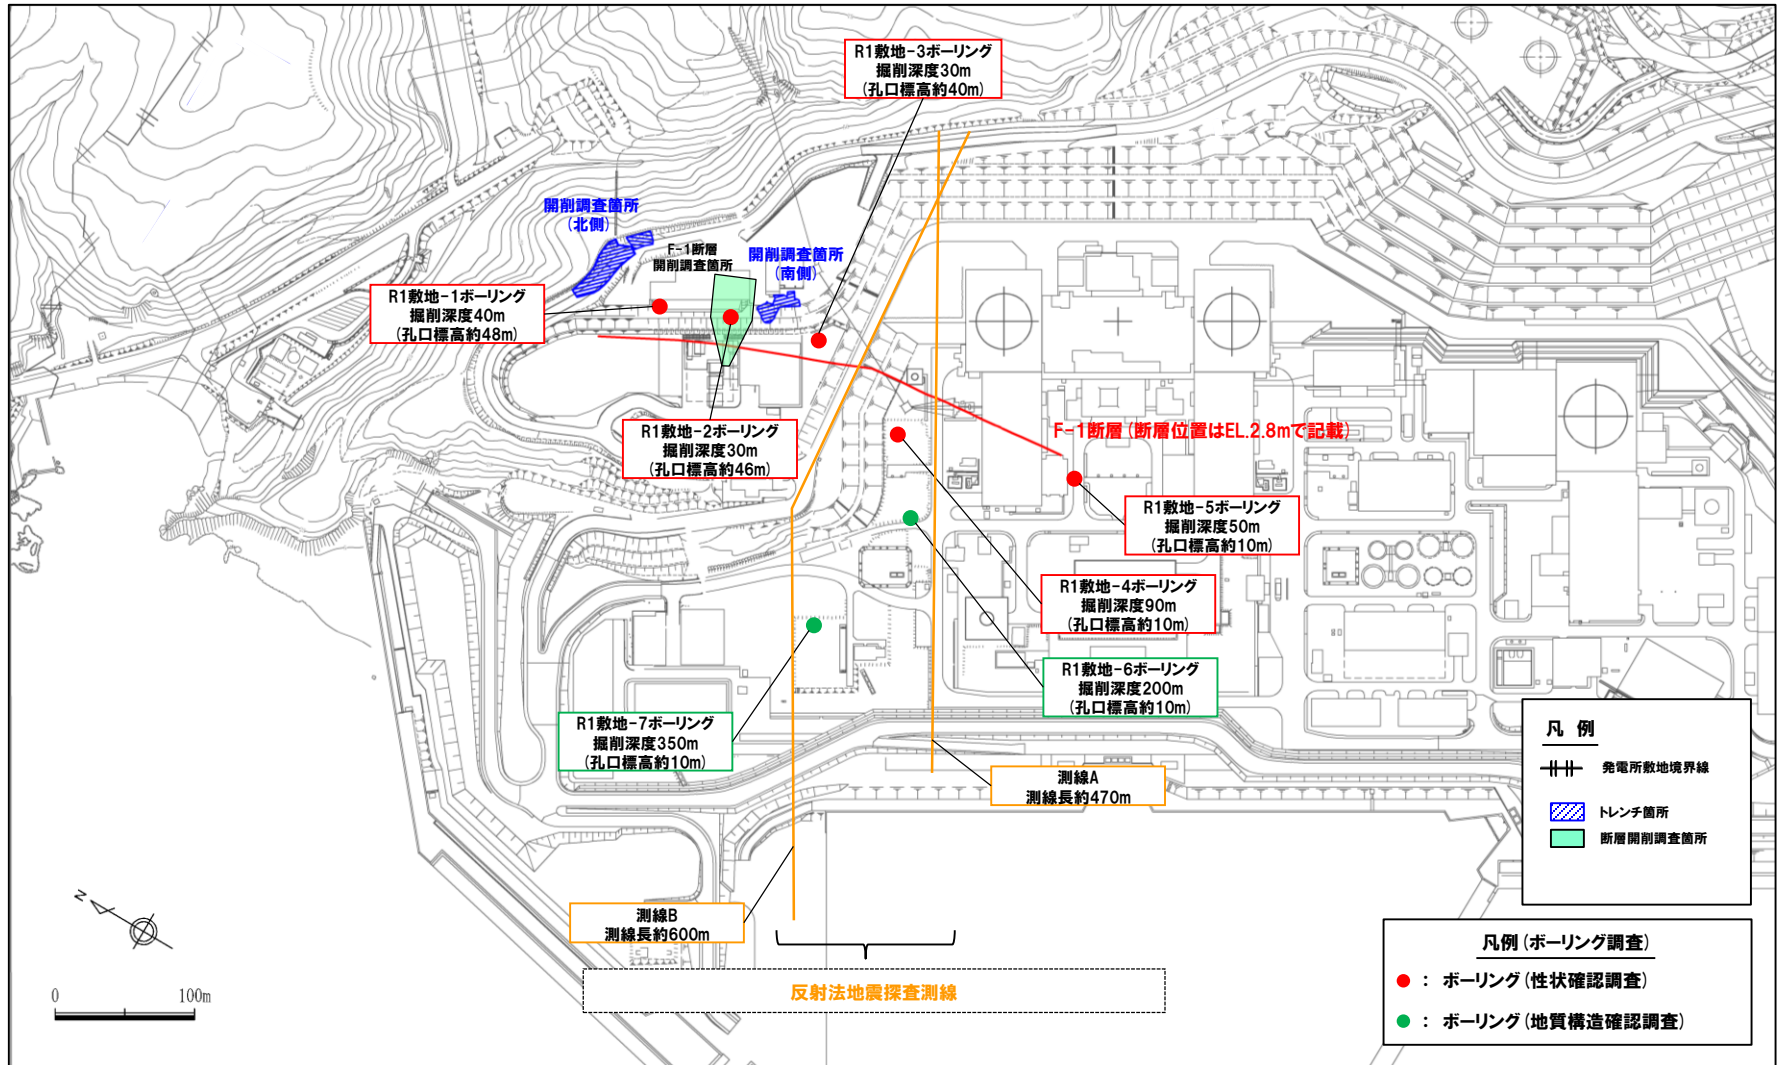 R1敷地-3ボーリング
掘削深度30m
(孔口標高約40m)
開削調査箇所
(北側)
F-1断層
開削調査箇所
開削調査箇所
(南側)
R1敷地-1ボーリング
掘削深度40m
(孔口標高約48m)
R1敷地-2ボーリング
掘削深度30m
(孔口標高約46m)
F-1断層(断層位置はEL.2.8mで記載)
R1敷地-5ボーリング
掘削深度50m
(孔口標高約10m)
R1敷地-4ボーリング
掘削深度90m
(孔口標高約10m)
R1敷地-6ボーリング
掘削深度200m
(孔口標高約10m)
R1敷地-7ボーリング
掘削深度350m
(孔口標高約10m)
測線A
測線長約470m
測線B
測線長約600m
反射法地震探査測線
N
0 100m
凡 例
発電所敷地境界線
トレンチ箇所
断層開削調査箇所
凡例(ボーリング調査)
: ボーリング(性状確認調査)
: ボーリング(地質構造確認調査)